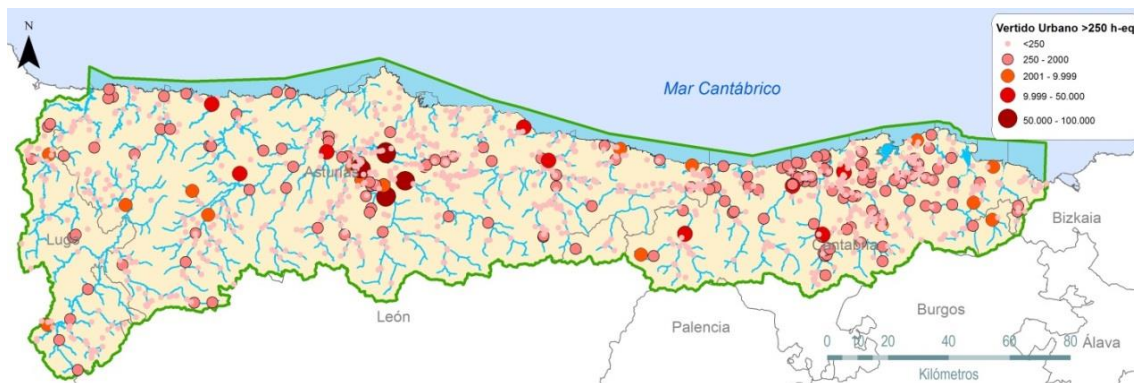 N
Vertido Urbano >250 h-eq
<250
250 - 2000
2001 - 9.999
9.999 - 50.000
50.000 - 100.000
Mar Cantábrico
Asturias
Bizkaia
Lugo
Cantabria
León
Palencia
Burgos
Álava
0 10 20 40 60 80
Kilómetros